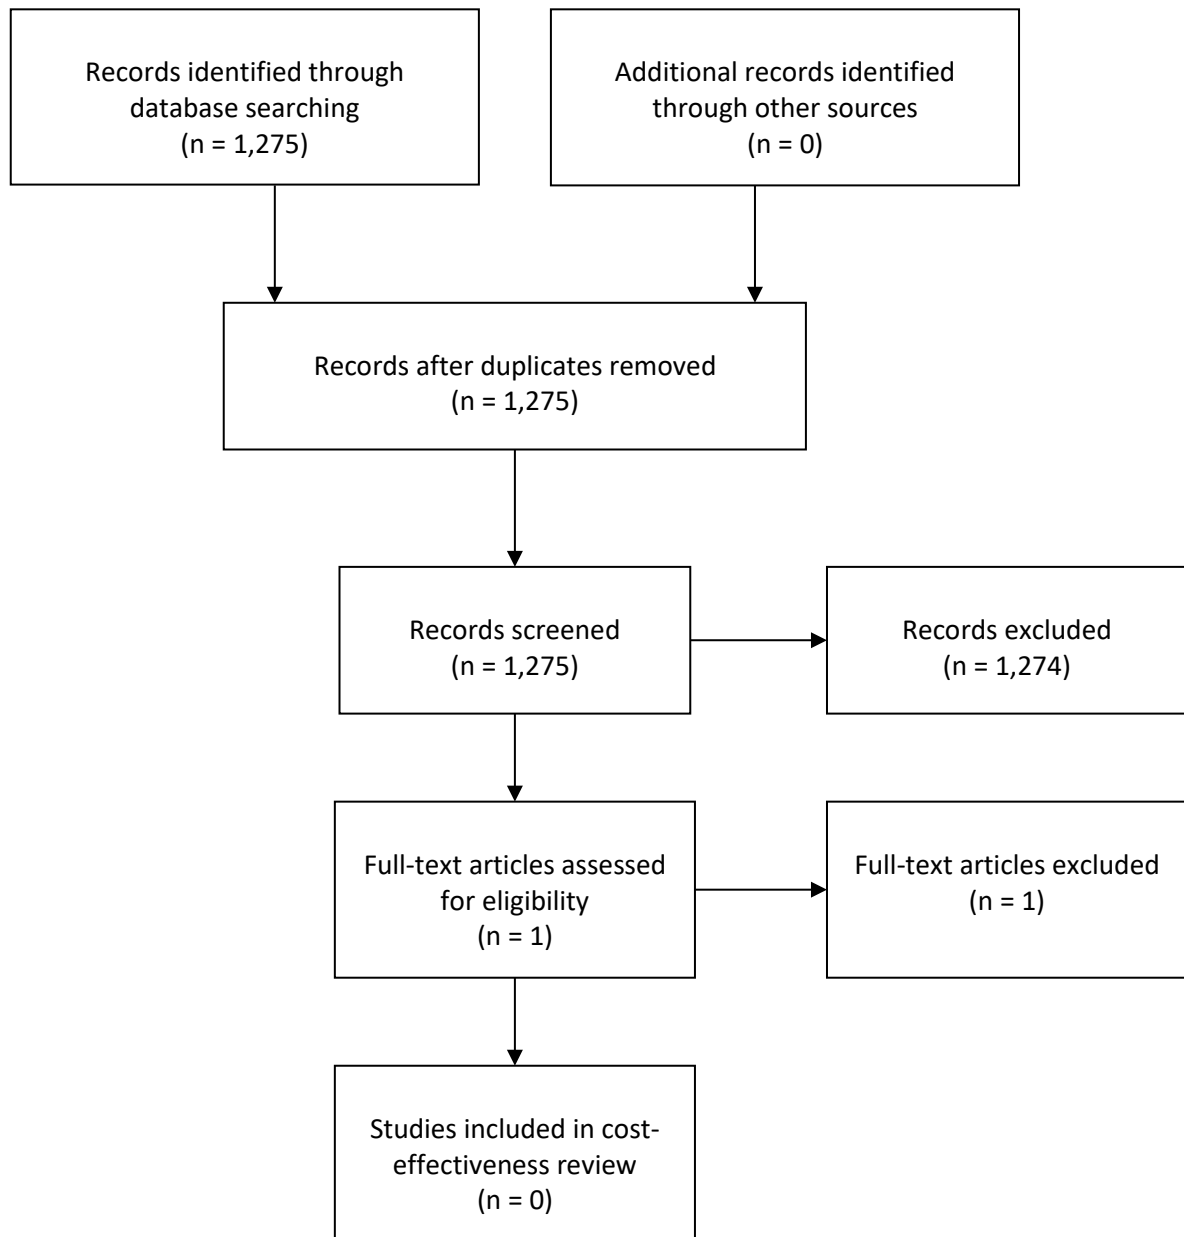 Records identified through
database searching
(n = 1,275)
Additional records identified
through other sources
(n = 0)
Records after duplicates removed
(n = 1,275)
Records screened
(n = 1,275)
Records excluded
(n = 1,274)
Full-text articles assessed
for eligibility
(n = 1)
Full-text articles excluded
(n = 1)
Studies included in cost-
effectiveness review
(n = 0)